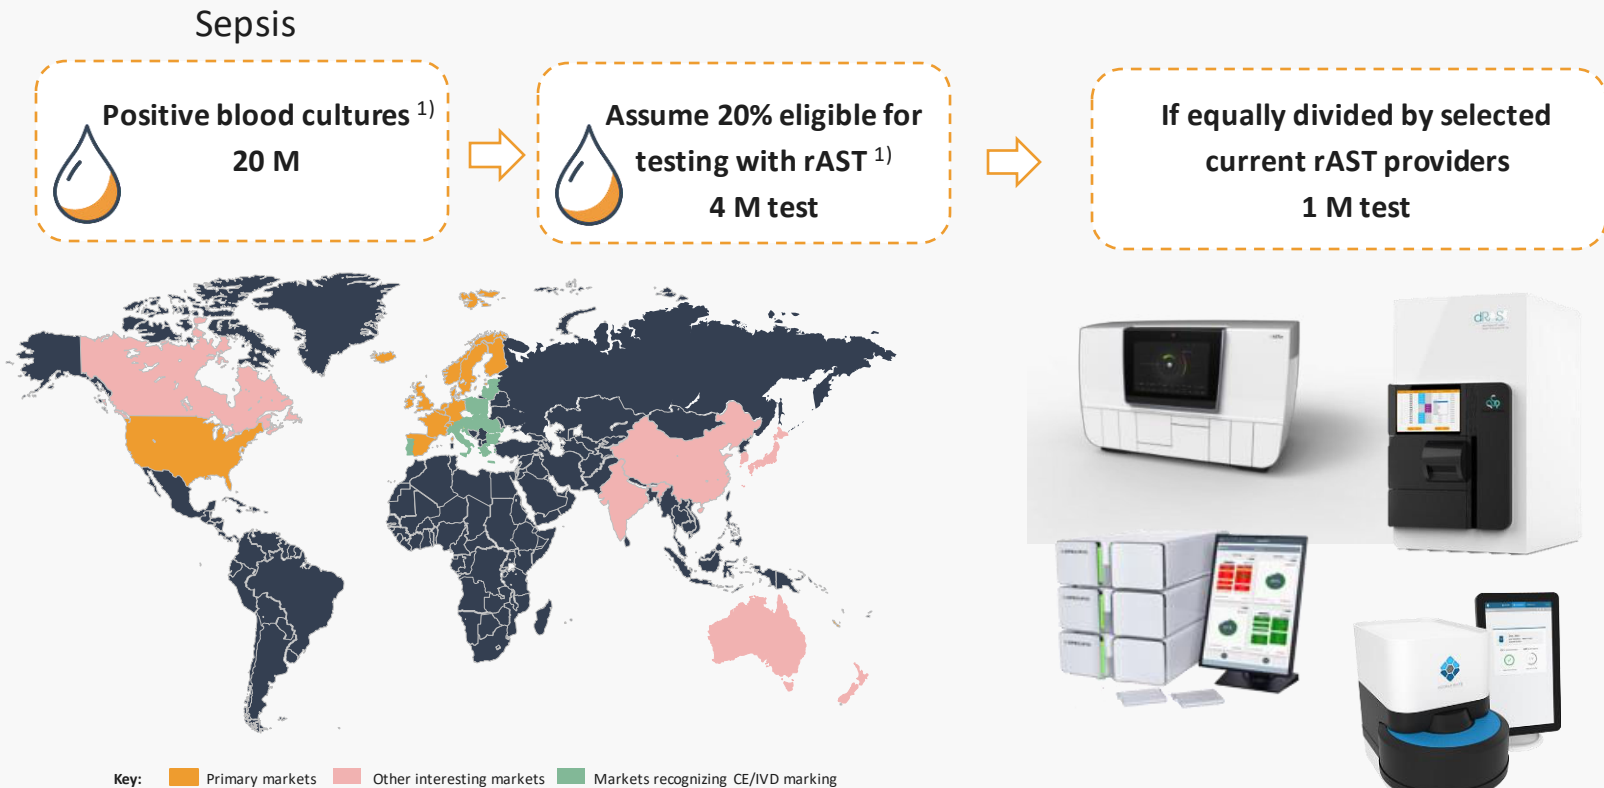 Sepsis
Positive blood cultures 1)
20 M
Assume 20% eligible for
testing with rAST 1)
4 M test
If equally divided by selected
current rAST providers
1 M test
dRAST
Key:
Primary markets
Other interesting markets
Markets recognizing CE/IVD marking